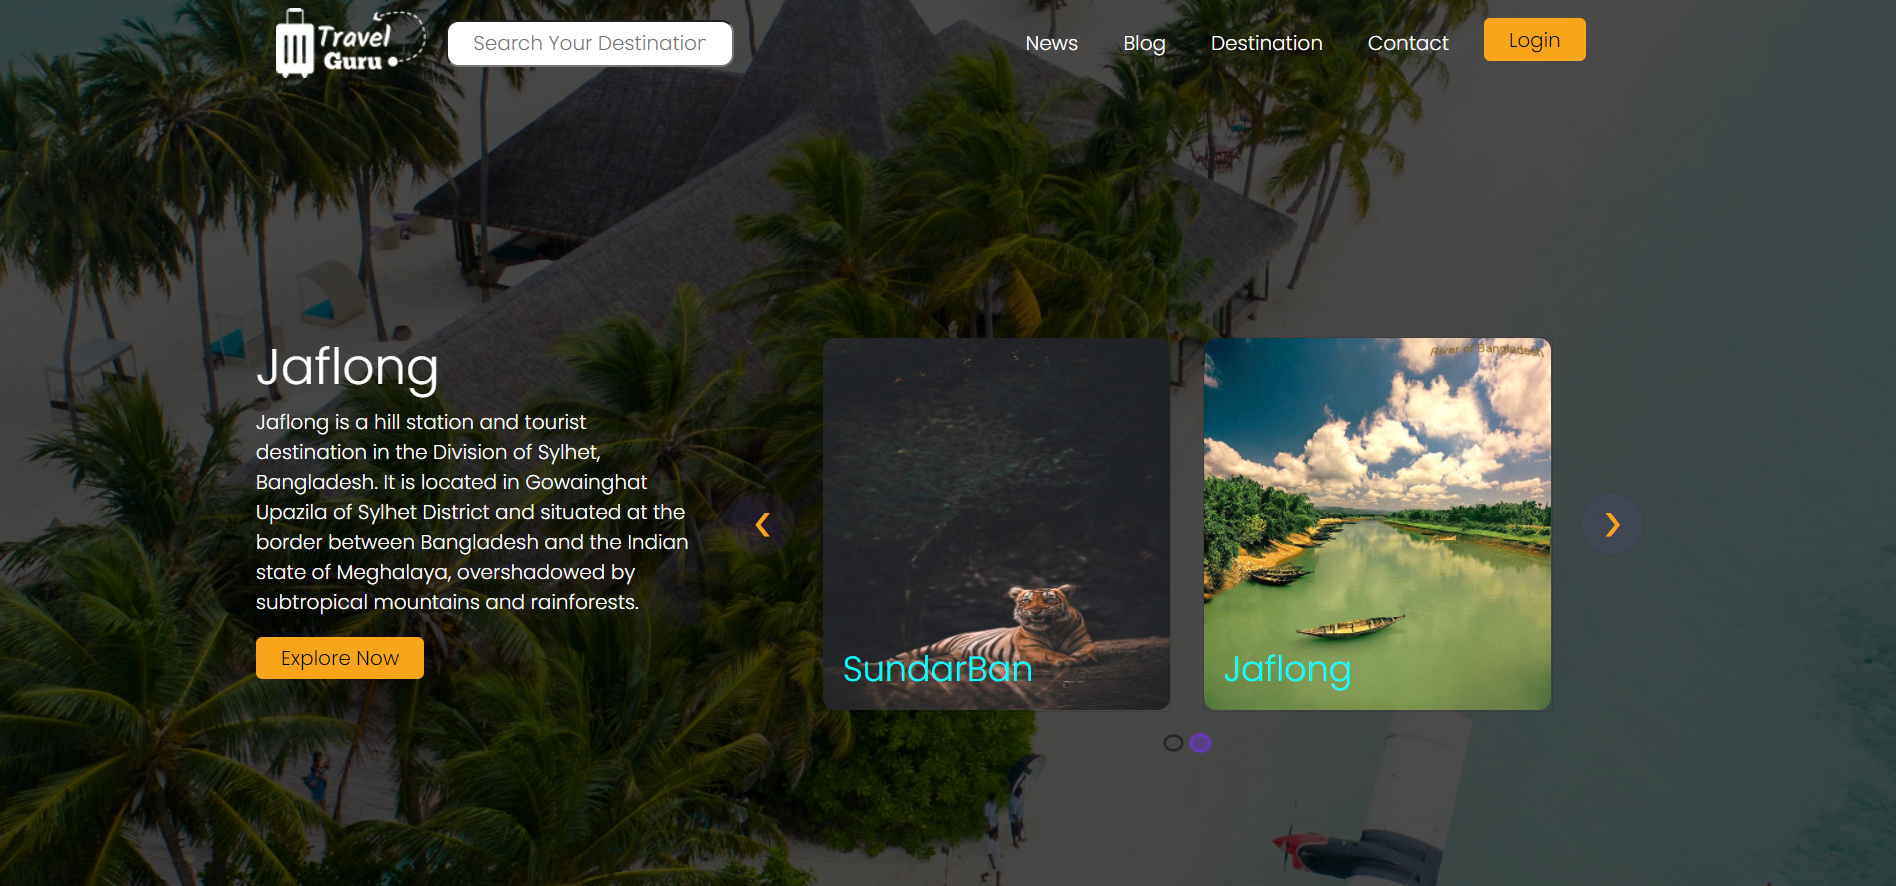 Travel
Guru
Search Your Destination
News
Blog
Destination
Contact
Login
Jaflong
Jaflong is a hill station and tourist
destination in the Division of Sylhet,
Bangladesh. It is located in Gowainghat
Upazila of Sylhet District and situated at the
border between Bangladesh and the Indian
state of Meghalaya, overshadowed by
subtropical mountains and rainforests.
Explore Now
River of Bangladesh
SundarBan
Jaflong